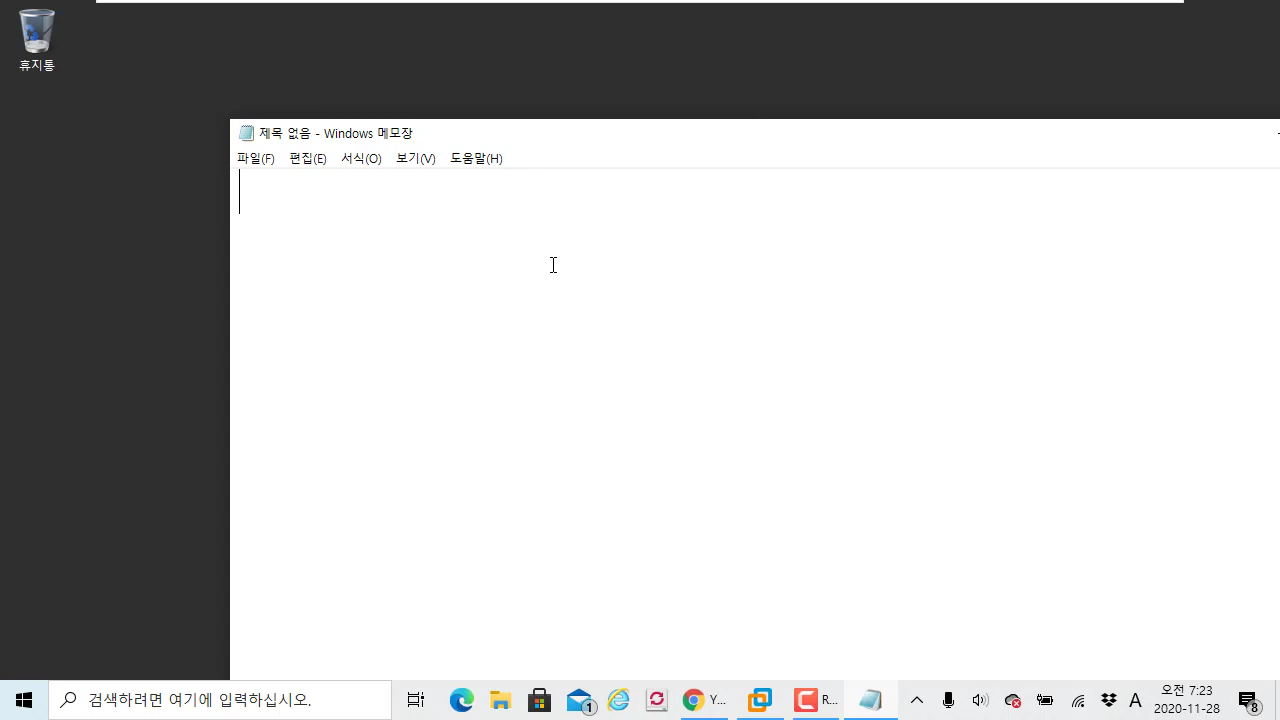 휴지통
제목 없음 - Windows 메모장
파일(F) 편집(E) 서식(O) 보기(V) 도움말(H)
검색하려면 여기에 입력하십시오.
1
Y...
R...
A
오전 7:23
2020-11-28
8